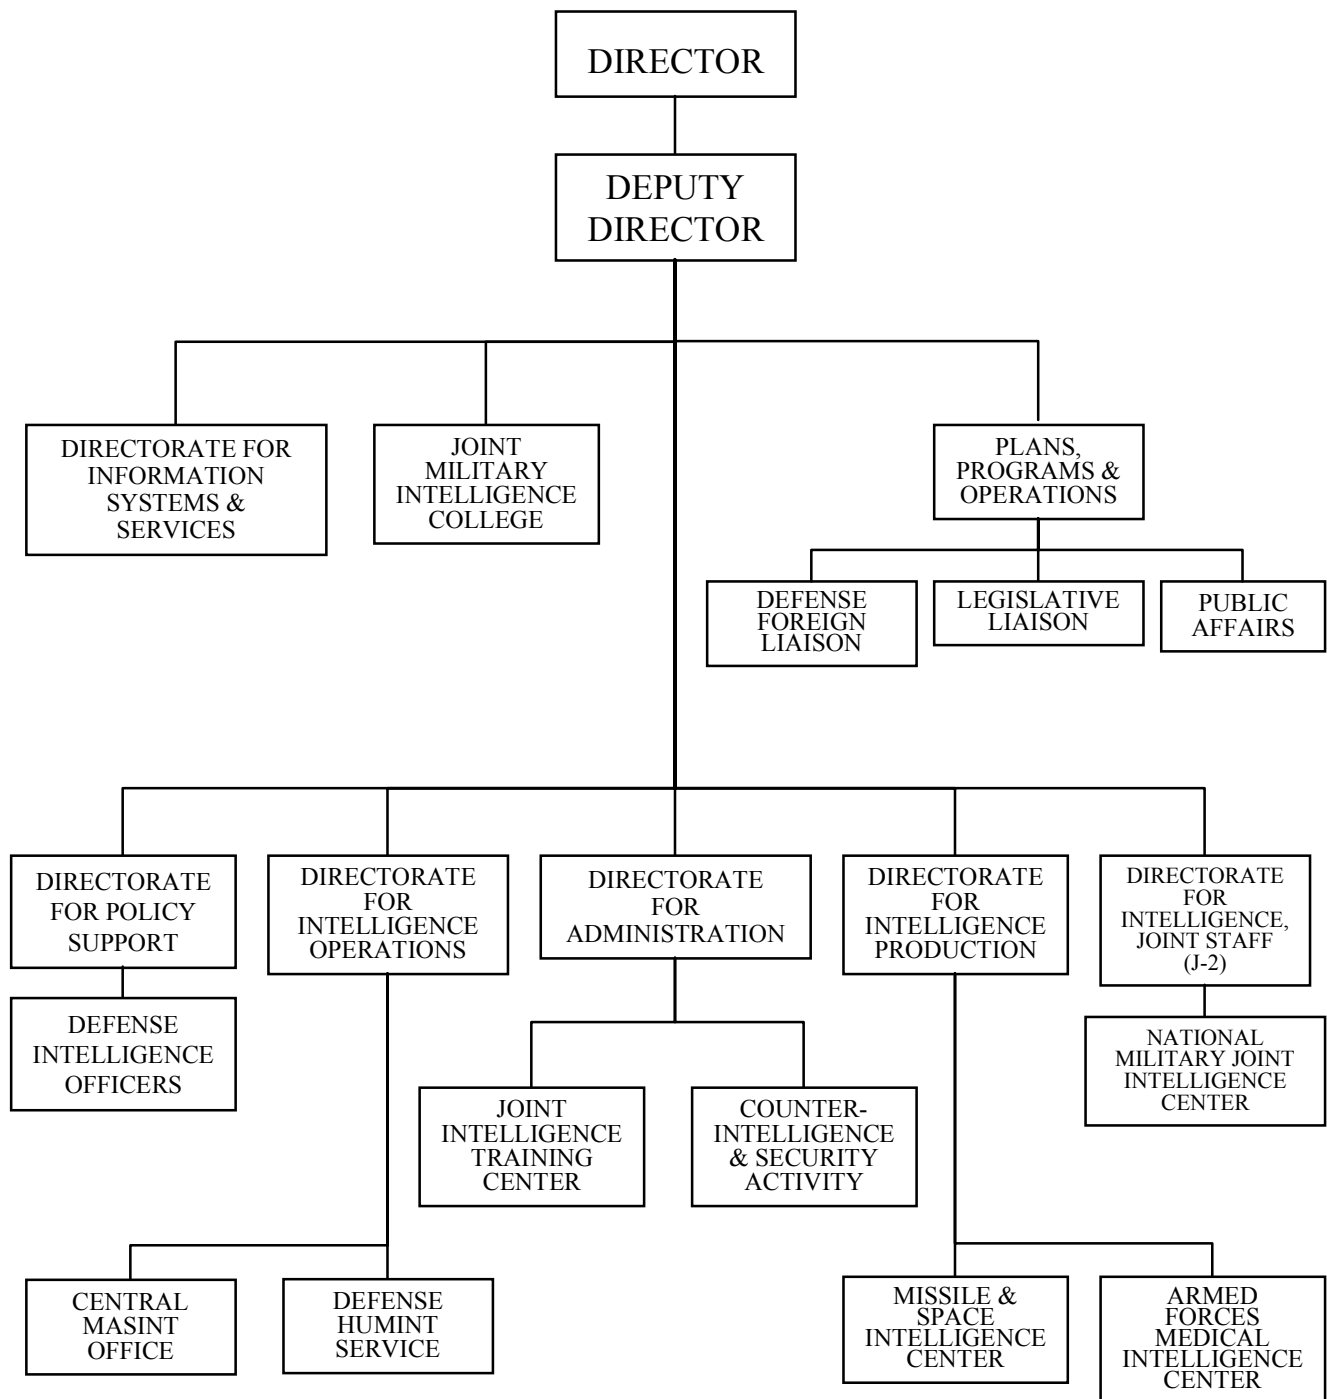 DIRECTOR
DEPUTY
DIRECTOR
DIRECTORATE FOR
INFORMATION
SYSTEMS &
SERVICES
JOINT
MILITARY
INTELLIGENCE
COLLEGE
PLANS,
PROGRAMS &
OPERATIONS
DEFENSE
FOREIGN
LIAISON
LEGISLATIVE
LIAISON
PUBLIC
AFFAIRS
DIRECTORATE
FOR POLICY
SUPPORT
DIRECTORATE
FOR
INTELLIGENCE
OPERATIONS
DIRECTORATE
FOR
ADMINISTRATION
DIRECTORATE
FOR
INTELLIGENCE
PRODUCTION
DIRECTORATE
FOR
INTELLIGENCE,
JOINT STAFF
(J-2)
DEFENSE
INTELLIGENCE
OFFICERS
NATIONAL
MILITARY JOINT
INTELLIGENCE
CENTER
JOINT
INTELLIGENCE
TRAINING
CENTER
COUNTER-
INTELLIGENCE
& SECURITY
ACTIVITY
CENTRAL
MASINT
OFFICE
DEFENSE
HUMINT
SERVICE
MISSILE &
SPACE
INTELLIGENCE
CENTER
ARMED
FORCES
MEDICAL
INTELLIGENCE
CENTER